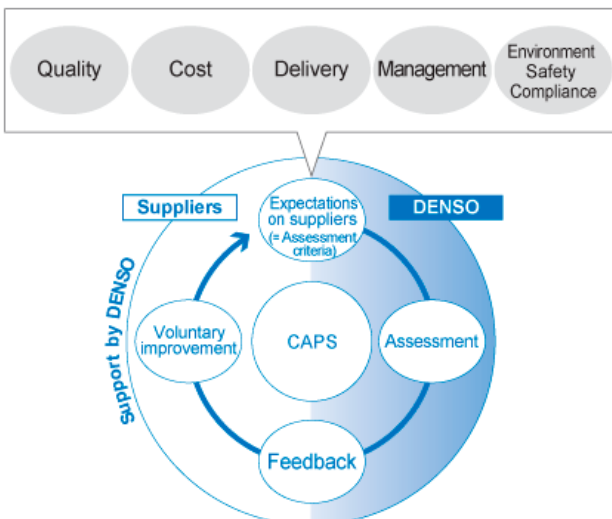 Quality
Cost
Delivery
Management
Environment
Safety
Compliance
Suppliers
Expectations
on suppliers
(= Assessment
criteria)
DENSO
Support by DENSO
Voluntary
improvement
CAPS
Assessment
Feedback